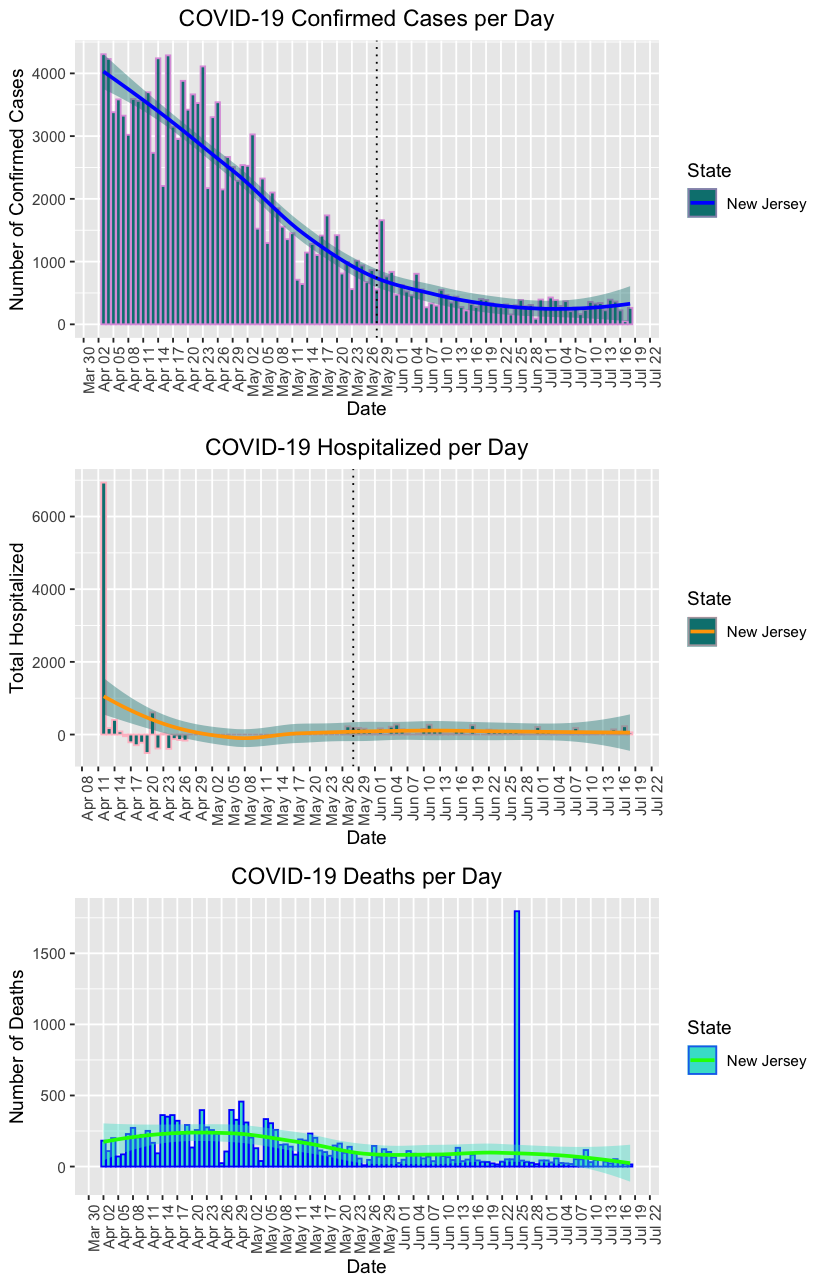 COVID-19 Confirmed Cases per Day
Number of Confirmed Cases
4000
3000
2000
1000
0
Mar 30
Apr 02
Apr 05
Apr 08
Apr 11
Apr 14
Apr 17
Apr 20
Apr 23
Apr 26
Apr 29
May 02
May 05
May 08
May 11
May 14
May 17
May 20
May 23
May 26
May 29
Jun 01
Jun 04
Jun 07
Jun 10
Jun 13
Jun 16
Jun 19
Jun 22
Jun 25
Jun 28
Jul 01
Jul 04
Jul 07
Jul 10
Jul 13
Jul 16
Jul 19
Jul 22
Date
State
New Jersey
COVID-19 Hospitalized per Day
Total Hospitalized
6000
4000
2000
0
Apr 08
Apr 11
Apr 14
Apr 17
Apr 20
Apr 23
Apr 26
Apr 29
May 02
May 05
May 08
May 11
May 14
May 17
May 20
May 23
May 26
May 29
Jun 01
Jun 04
Jun 07
Jun 10
Jun 13
Jun 16
Jun 19
Jun 22
Jun 25
Jun 28
Jul 01
Jul 04
Jul 07
Jul 10
Jul 13
Jul 16
Jul 19
Jul 22
Date
State
New Jersey
COVID-19 Deaths per Day
Number of Deaths
1500
1000
500
0
Mar 30
Apr 02
Apr 05
Apr 08
Apr 11
Apr 14
Apr 17
Apr 20
Apr 23
Apr 26
Apr 29
May 02
May 05
May 08
May 11
May 14
May 17
May 20
May 23
May 26
May 29
Jun 01
Jun 04
Jun 07
Jun 10
Jun 13
Jun 16
Jun 19
Jun 22
Jun 25
Jun 28
Jul 01
Jul 04
Jul 07
Jul 10
Jul 13
Jul 16
Jul 19
Jul 22
Date
State
New Jersey